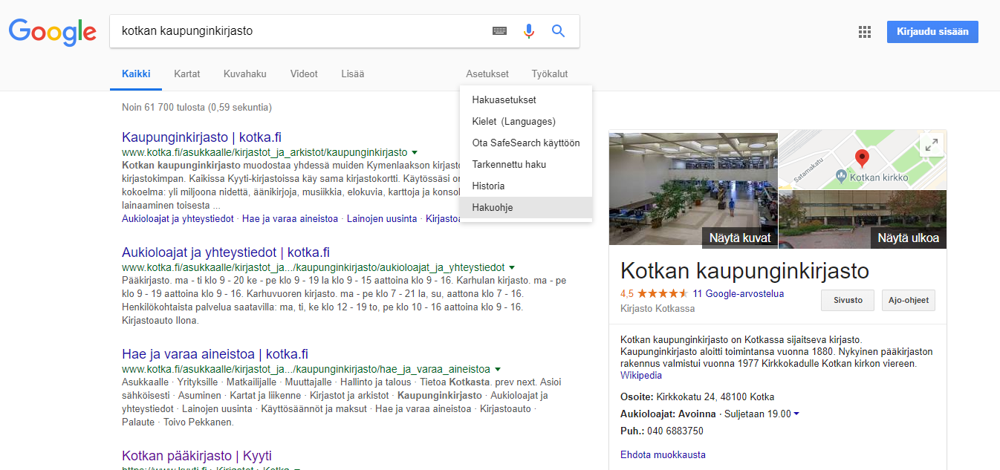 Google
kotkan kaupunginkirjasto
Kirjaudu sisään
Kaikki Kartat Kuvahaku Videot Lisää Asetukset Työkalut
Hakuasetukset
Kielet (Languages)
Ota SafeSearch käyttöön
Tarkennettu haku
Historia
Hakuohje
Noin 61 700 tulosta (0,59 sekuntia)
Kaupunginkirjasto | kotka.fi
www.kotka.fi/asukkaalle/kirjastot_ja_arkistot/kaupunginkirjasto
Kotkan kaupunginkirjasto muodostaa yhdessä muiden Kymenlaakson kirjasto
kirjastokimpan. Kaikissa Kyyti-kirjastoissa käy sama kirjastokortti. Käytössäsi on
kokoelma: yli miljoona nidettä, äänikirjoja, musiikkia, elokuvia, karttoja ja konsol
lainaaminen toisesta ...
Aukioloajat ja yhteystiedot · Hae ja varaa aineistoa · Lainojen uusinta · Kirjastoa
Aukioloajat ja yhteystiedot | kotka.fi
www.kotka.fi/asukkaalle/kirjastot_ja.../kaupunginkirjasto/aukioloajat_ja_yhteystiedot
Pääkirjasto. ma - ti klo 9 - 20 ke - pe klo 9 - 19 la klo 9 - 15 aattoina klo 9 - 16. Karhulan kirjasto. ma - pe
klo 9 - 19 aattoina klo 9 - 16. Karhuvuoren kirjasto. ma - pe klo 7 - 21 la, su, aattona klo 7 - 16.
Henkilökohtaista palvelua saatavilla: ma, ti, ke klo 12 - 19 to, pe klo 10 - 16 aattoina klo 9 - 16.
Kirjastoauto Ilona.
Hae ja varaa aineistoa | kotka.fi
www.kotka.fi/asukkaalle/kirjastot_ja.../kaupunginkirjasto/hae_ja_varaa_aineistoa
Asukkaalle · Yrityksille · Matkailijalle · Muuttajalle · Hallinto ja talous · Tietoa Kotkasta. prev next. Asioi
sähköisesti · Asuminen · Kartat ja liikenne · Kirjastot ja arkistot · Kaupunginkirjasto · Aukioloajat ja
yhteystiedot · Lainojen uusinta · Käyttösäännöt ja maksut · Hae ja varaa aineistoa · Kirjastoauto ·
Palaute · Toivo Pekkanen.
Kotkan pääkirjasto | Kyyti
https://www.kyyti.fi › Kirjastot › Kotka
Satamakatu
Kotkan kirkko
Näytä kuvat
Näytä ulkoa
Kotkan kaupunginkirjasto
4,5 11 Google-arvostelua
Kirjasto Kotkassa
Sivusto Ajo-ohjeet
Kotkan kaupunginkirjasto on Kotkassa sijaitseva kirjasto.
Kaupunginkirjasto aloitti toimintansa vuonna 1880. Nykyinen pääkirjaston
rakennus valmistui vuonna 1977 Kirkkokadulle Kotkan kirkon viereen.
Wikipedia
Osoite: Kirkkokatu 24, 48100 Kotka
Aukioloajat: Avoinna · Suljetaan 19.00
Puh.: 040 6883750
Ehdota muokkausta